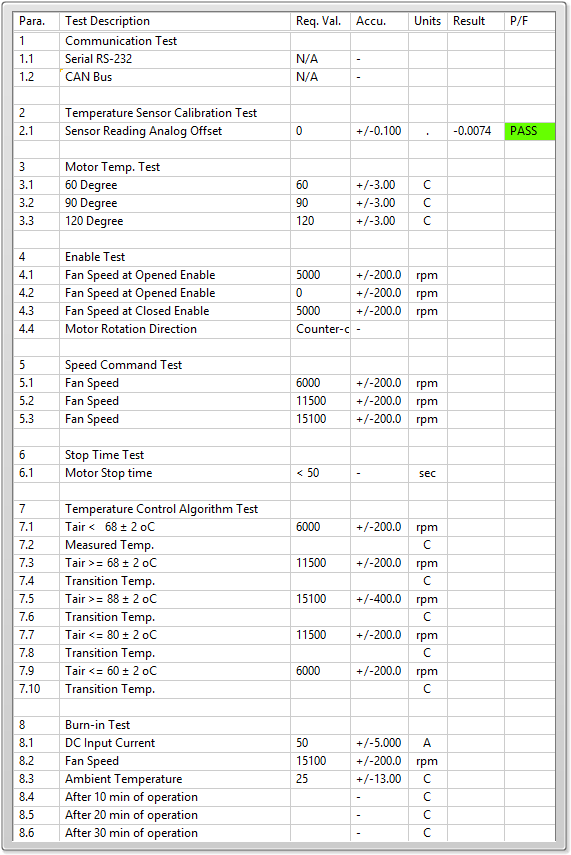 Para. Test Description Req. Val. Accu. Units Result P/F
1 Communication Test
1.1 Serial RS-232 N/A -
1.2 CAN Bus N/A -
2 Temperature Sensor Calibration Test
2.1 Sensor Reading Analog Offset 0 +/-0.100 . -0.0074 PASS
3 Motor Temp. Test
3.1 60 Degree 60 +/-3.00 C
3.2 90 Degree 90 +/-3.00 C
3.3 120 Degree 120 +/-3.00 C
4 Enable Test
4.1 Fan Speed at Opened Enable 5000 +/-200.0 rpm
4.2 Fan Speed at Opened Enable 0 +/-200.0 rpm
4.3 Fan Speed at Closed Enable 5000 +/-200.0 rpm
4.4 Motor Rotation Direction Counter-c -
5 Speed Command Test
5.1 Fan Speed 6000 +/-200.0 rpm
5.2 Fan Speed 11500 +/-200.0 rpm
5.3 Fan Speed 15100 +/-200.0 rpm
6 Stop Time Test
6.1 Motor Stop time < 50 - sec
7 Temperature Control Algorithm Test
7.1 Tair < 68 ± 2 oC 6000 +/-200.0 rpm
7.2 Measured Temp. C
7.3 Tair >= 68 ± 2 oC 11500 +/-200.0 rpm
7.4 Transition Temp. C
7.5 Tair >= 88 ± 2 oC 15100 +/-400.0 rpm
7.6 Transition Temp. C
7.7 Tair <= 80 ± 2 oC 11500 +/-200.0 rpm
7.8 Transition Temp. C
7.9 Tair <= 60 ± 2 oC 6000 +/-200.0 rpm
7.10 Transition Temp. C
8 Burn-in Test
8.1 DC Input Current 50 +/-5.000 A
8.2 Fan Speed 15100 +/-200.0 rpm
8.3 Ambient Temperature 25 +/-13.00 C
8.4 After 10 min of operation - C
8.5 After 20 min of operation - C
8.6 After 30 min of operation - C